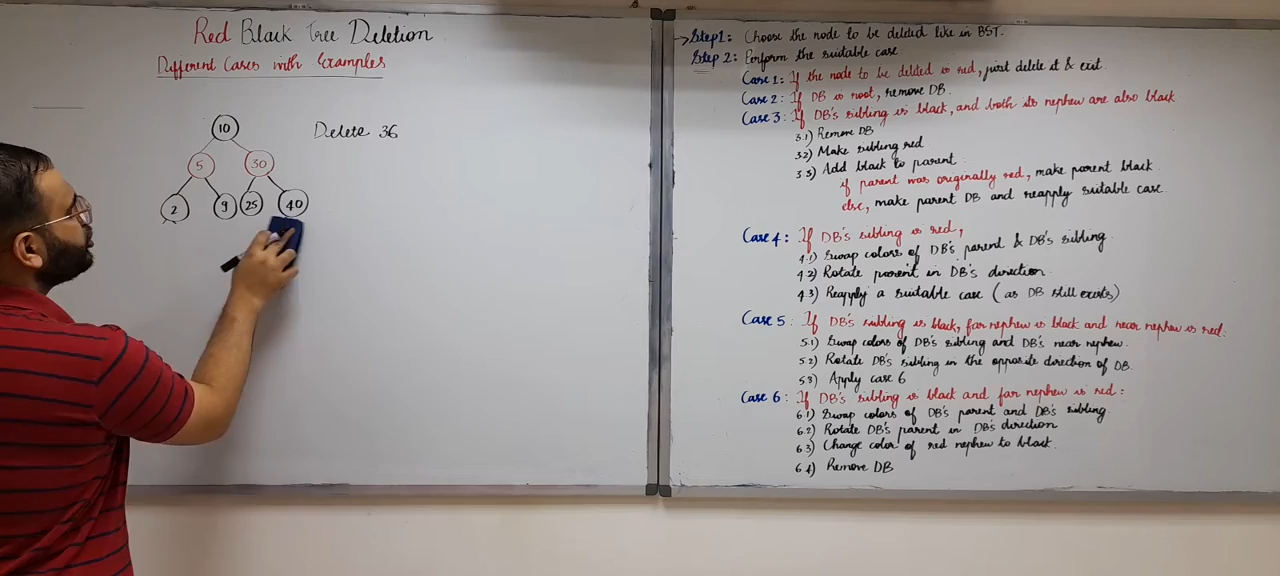 Red Black Tree Deletion
Different Cases with Examples
10
Delete 36
5
30
2
9
25
40
→ Step 1: Choose the node to be deleted like in BST.
Step 2: Perform the suitable case
Case 1: If the node to be deleted is red, just delete it & exit.
Case 2: If DB is root, remove DB.
Case 3: If DB's sibling is black, and both its nephew are also black
3.1) Remove DB
3.2) Make sibling red
3.3) Add black to parent:
if parent was originally red, make parent black
else, make parent DB and reapply suitable case.
Case 4: If DB's sibling is red,
4.1) Swap colors of DB's parent & DB's sibling.
4.2) Rotate parent in DB's direction.
4.3) Reapply a suitable case (as DB still exists)
Case 5: If DB's sibling is black, far nephew is black and near nephew is red:
5.1) Swap colors of DB's sibling and DB's near nephew.
5.2) Rotate DB's sibling in the opposite direction of DB.
5.3) Apply case 6
Case 6: If DB's sibling is black and far nephew is red:
6.1) Swap colors of DB's parent and DB's sibling.
6.2) Rotate DB's parent in DB's direction
6.3) Change color of red nephew to black.
6.4) Remove DB